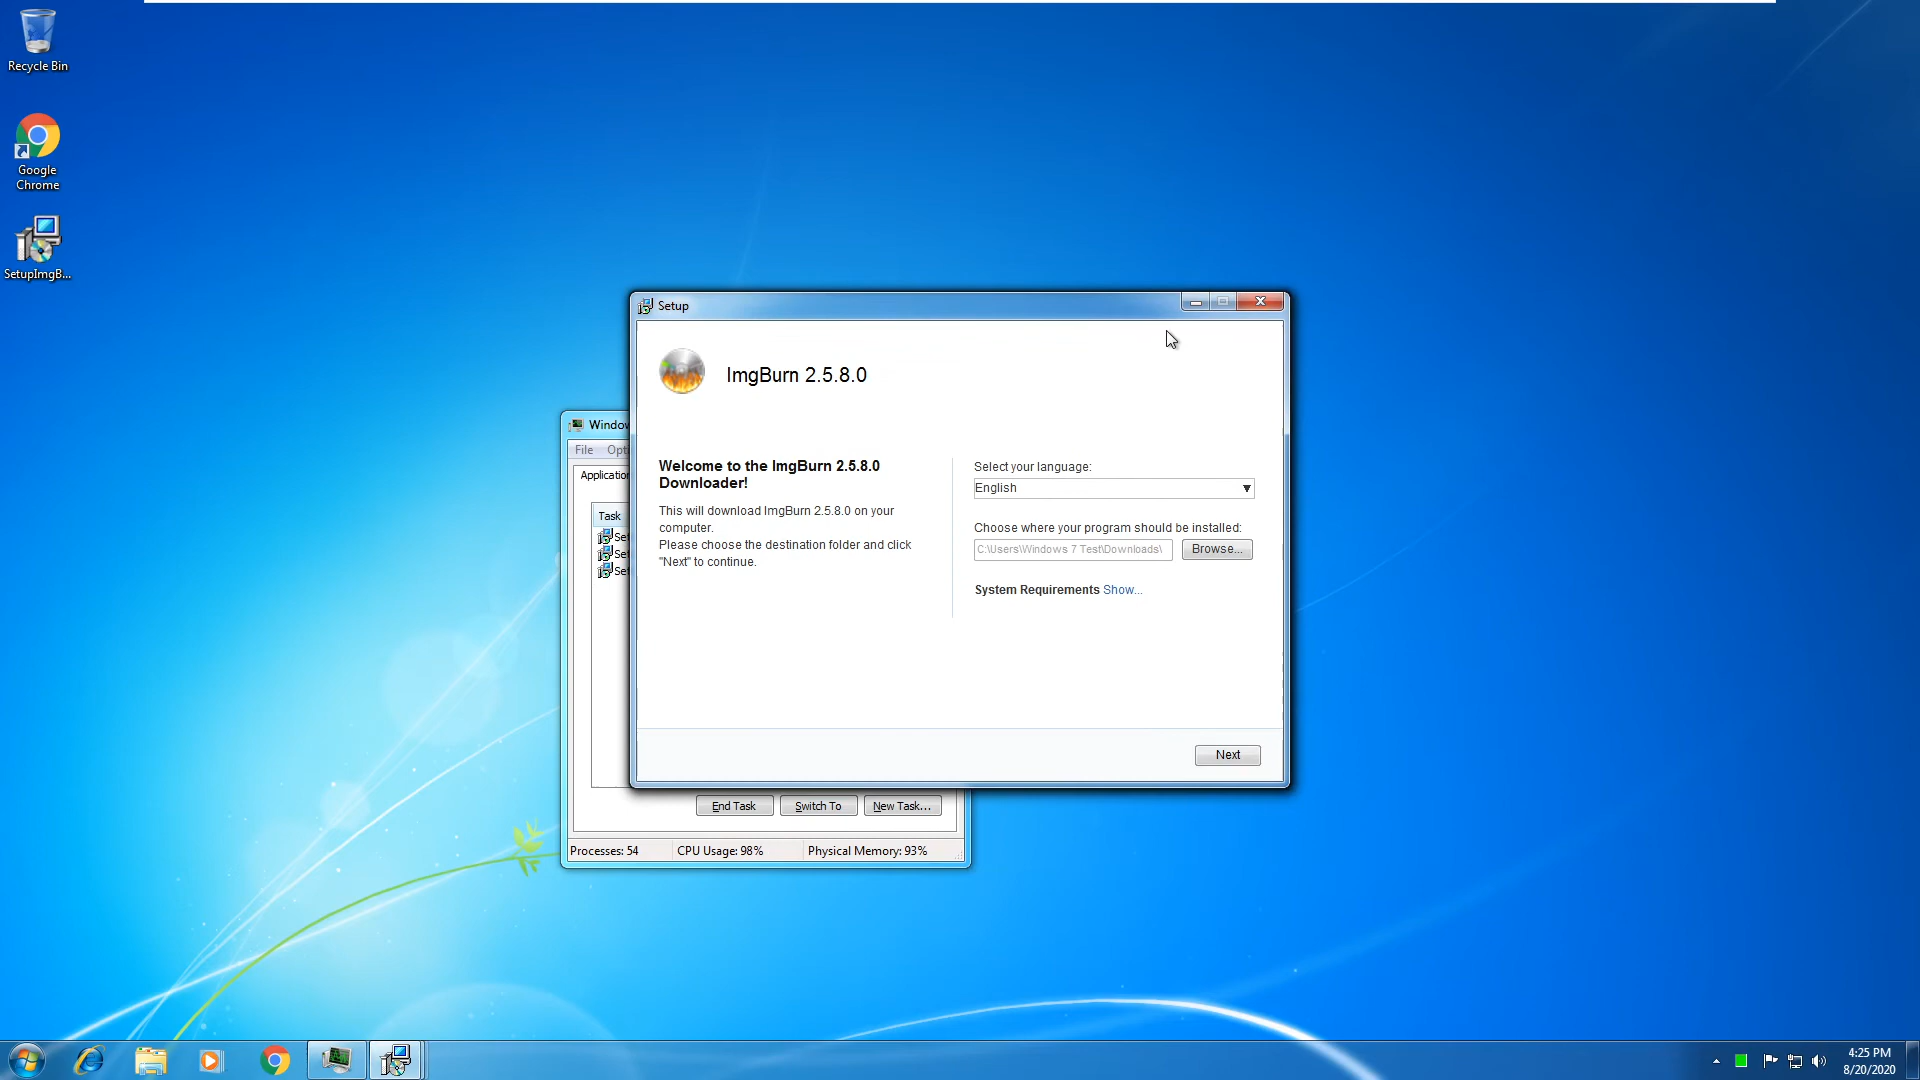 Recycle Bin
Google
Chrome
SetupImgB...
Setup
ImgBurn 2.5.8.0
Welcome to the ImgBurn 2.5.8.0
Downloader!
This will download ImgBurn 2.5.8.0 on your
computer.
Please choose the destination folder and click
"Next" to continue.
Select your language:
English
Choose where your program should be installed:
C:\Users\Windows 7 Test\Downloads\
Browse...
System Requirements Show...
Next
Window
File Opti
Application
Task
Set
Set
Set
End Task
Switch To
New Task...
Processes: 54
CPU Usage: 98%
Physical Memory: 93%
4:25 PM
8/20/2020